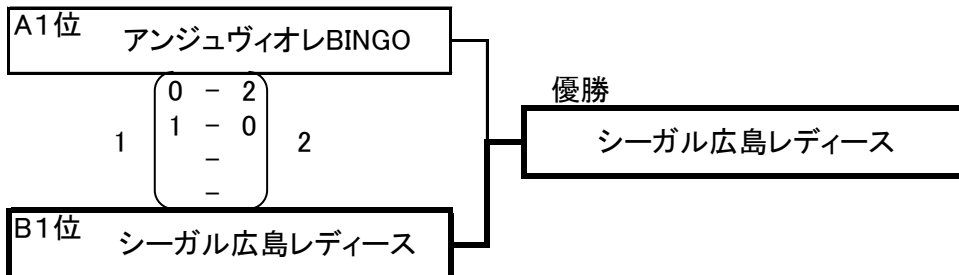 A1位 アンジュヴィオレBINGO
0 - 2
優勝
1 1 - 0 2
シーガル広島レディース
-
-
B1位 シーガル広島レディース